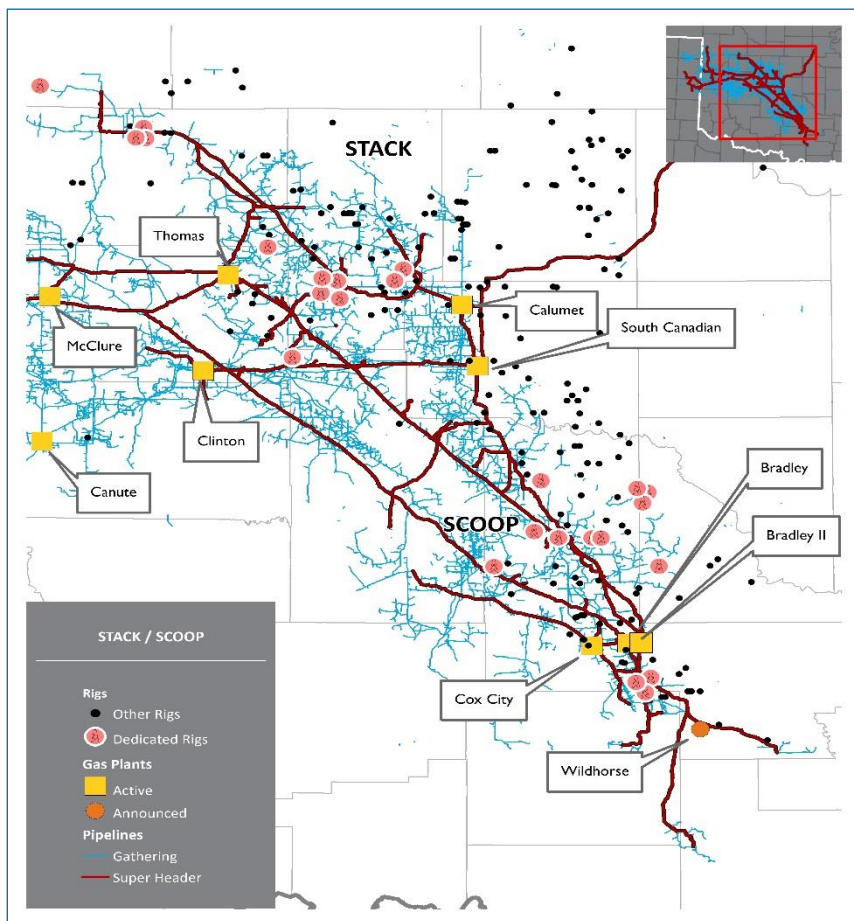 STACK
Thomas
Calumet
South Canadian
McClure
Clinton
Canute
Bradley
Bradley II
SCOOP
Cox City
Wildhorse
STACK / SCOOP
Rigs
Other Rigs
Dedicated Rigs
Gas Plants
Active
Announced
Pipelines
Gathering
Super Header